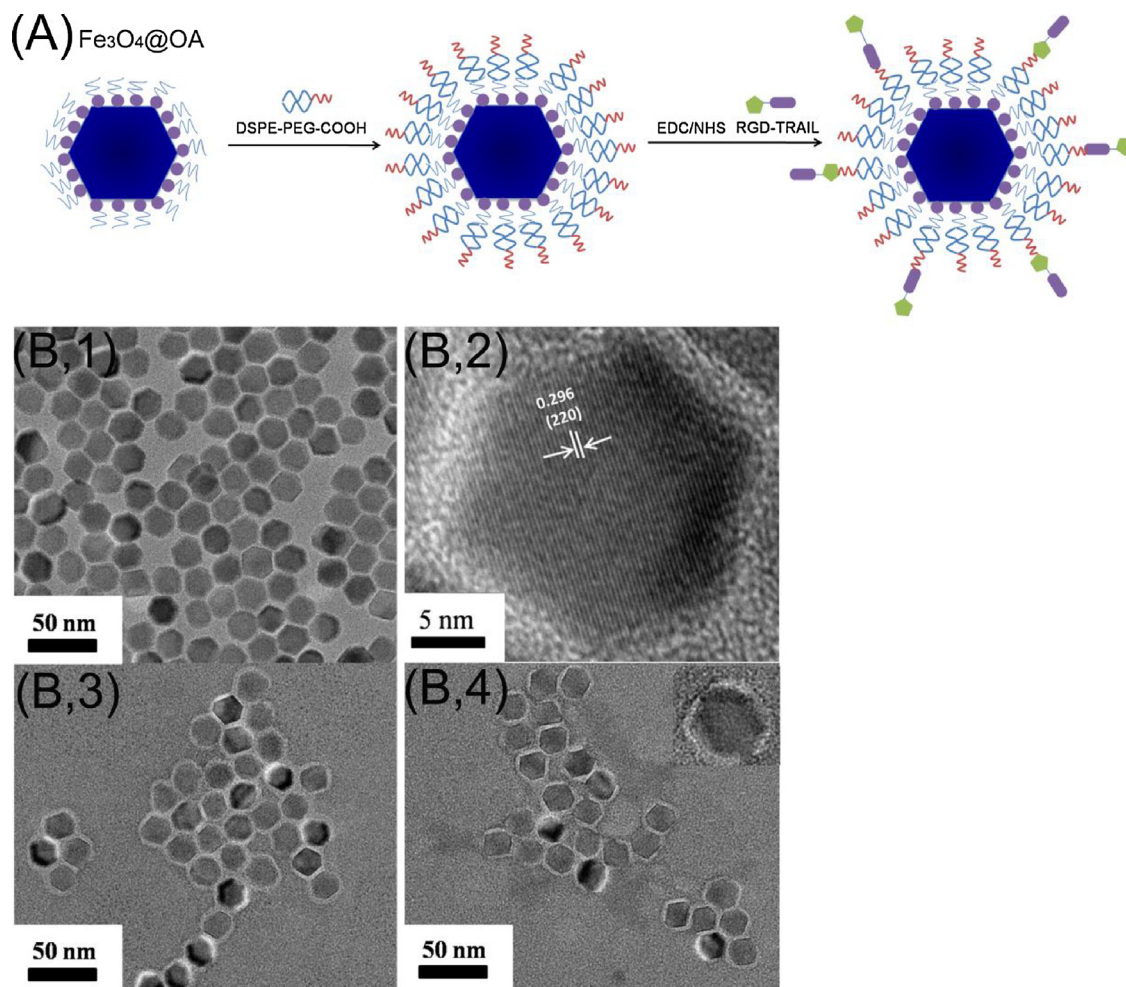 (A) Fe₃O₄@OA
DSPE-PEG-COOH
EDC/NHS RGD-TRAIL
(B,1)
50 nm
(B,2)
0.296
(220)
5 nm
(B,3)
50 nm
(B,4)
50 nm